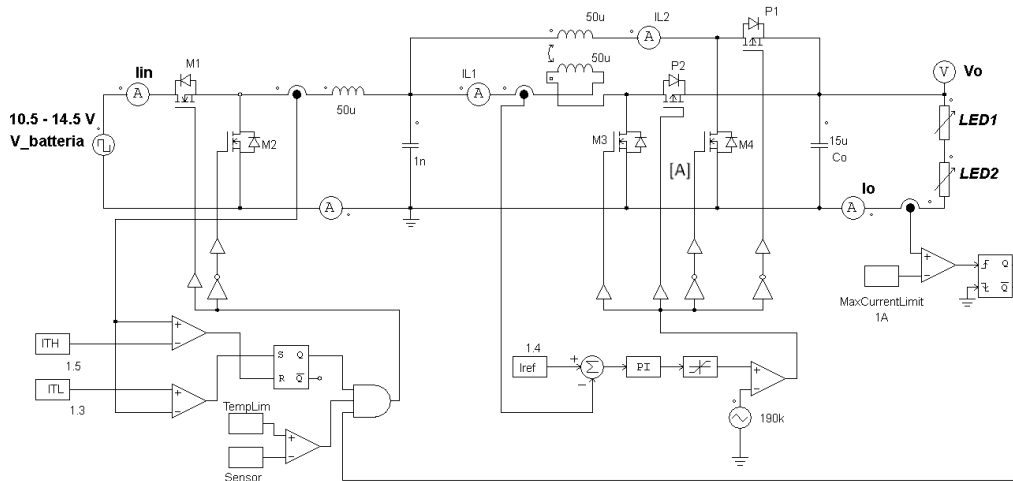 P1
50u
IL2
A
50u
M1
P2
V
Vo
Iin
IL1
A
A
50u
LED1
10.5 - 14.5 V
V_batteria
M2
M3
M4
15u
Co
1n
[A]
LED2
Io
A
A
+
−
Q
Q
MaxCurrentLimit
1A
ITH
1.5
+
−
1.4
Iref
+
−
Σ
PI
+
−
S Q
R Q
ITL
1.3
+
−
TempLim
190k
+
−
Sensor